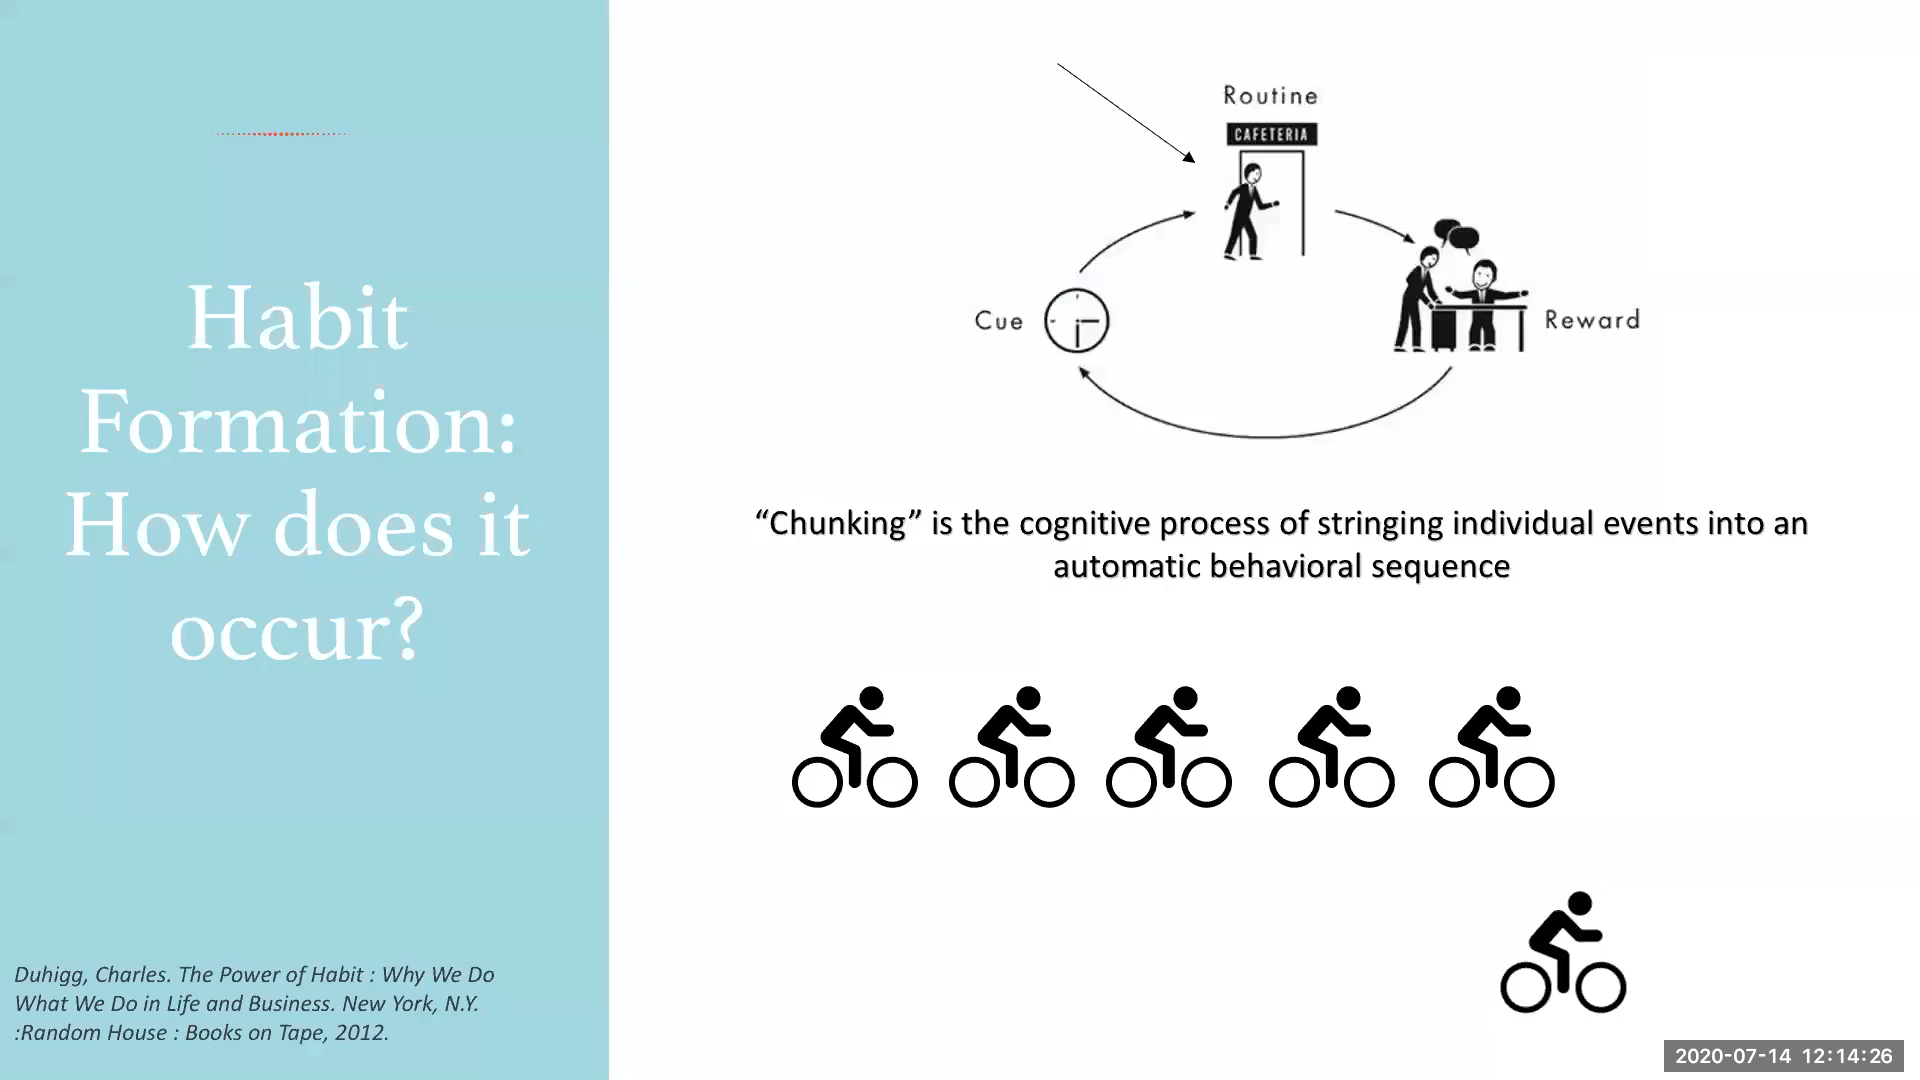 Habit
Formation:
How does it
occur?
Duhigg, Charles. The Power of Habit : Why We Do
What We Do in Life and Business. New York, N.Y.
:Random House : Books on Tape, 2012.
Routine
CAFETERIA
Cue
Reward
“Chunking” is the cognitive process of stringing individual events into an
automatic behavioral sequence
2020-07-14 12:14:26